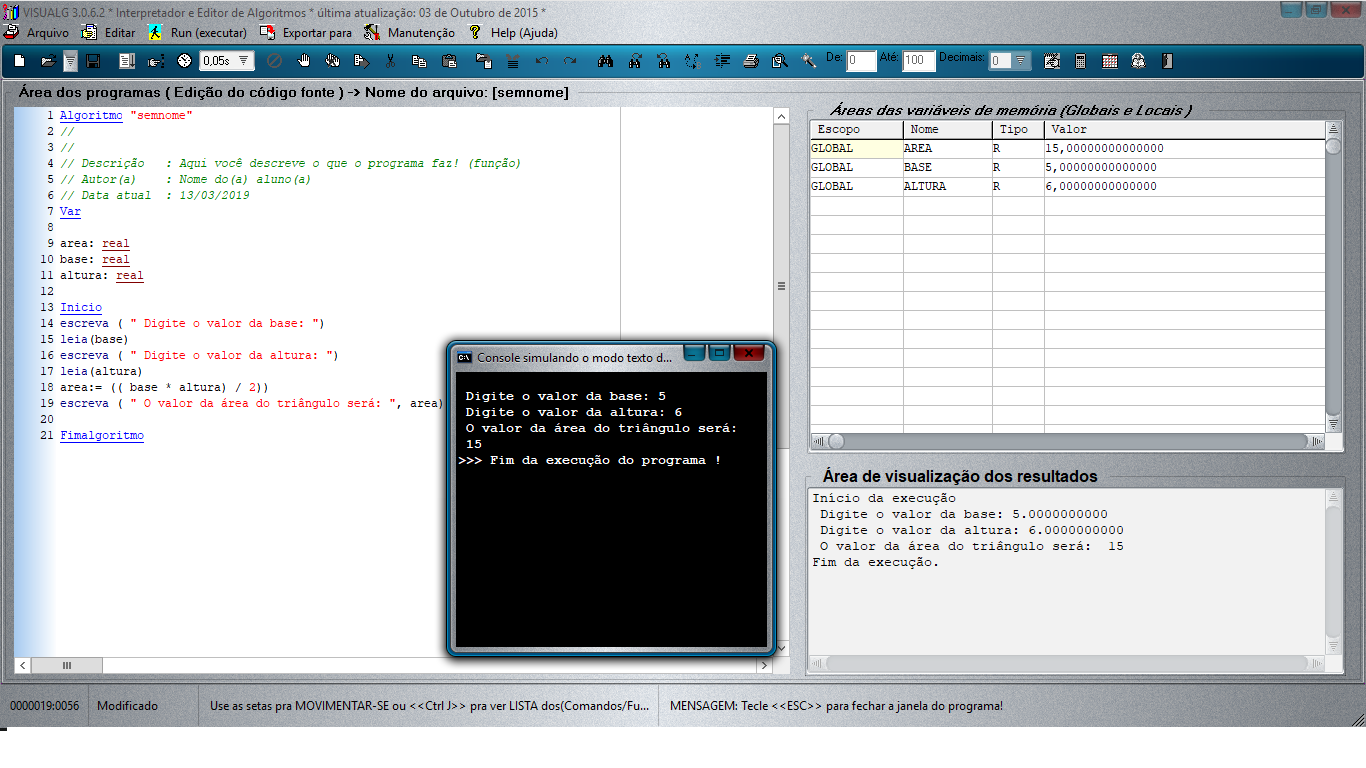 VISUALG 3.0.6.2 * Interpretador e Editor de Algoritmos * última atualização: 03 de Outubro de 2015 *
Arquivo Editar Run (executar) Exportar para Manutenção Help (Ajuda)
0,05s De: 0 Até: 100 Decimais: 0
Área dos programas ( Edição do código fonte ) -> Nome do arquivo: [semnome]
1 Algoritmo "semnome"
2 //
3 //
4 // Descrição : Aqui você descreve o que o programa faz! (função)
5 // Autor(a) : Nome do(a) aluno(a)
6 // Data atual : 13/03/2019
7 Var
8
9 area: real
10 base: real
11 altura: real
12
13 Inicio
14 escreva ( " Digite o valor da base: ")
15 leia(base)
16 escreva ( " Digite o valor da altura: ")
17 leia(altura)
18 area:= (( base * altura) / 2))
19 escreva ( " O valor da área do triângulo será: ", area)
20
21 Fimalgoritmo
Console simulando o modo texto d...
Digite o valor da base: 5
Digite o valor da altura: 6
O valor da área do triângulo será:
15
>>> Fim da execução do programa !
Áreas das variáveis de memória (Globais e Locais )
Escopo Nome Tipo Valor
GLOBAL AREA R 15,00000000000000
GLOBAL BASE R 5,00000000000000
GLOBAL ALTURA R 6,00000000000000
Área de visualização dos resultados
Início da execução
Digite o valor da base: 5.0000000000
Digite o valor da altura: 6.0000000000
O valor da área do triângulo será: 15
Fim da execução.
0000019:0056 Modificado Use as setas pra MOVIMENTAR-SE ou <<Ctrl J>> pra ver LISTA dos(Comandos/Fu... MENSAGEM: Tecle <<ESC>> para fechar a janela do programa!